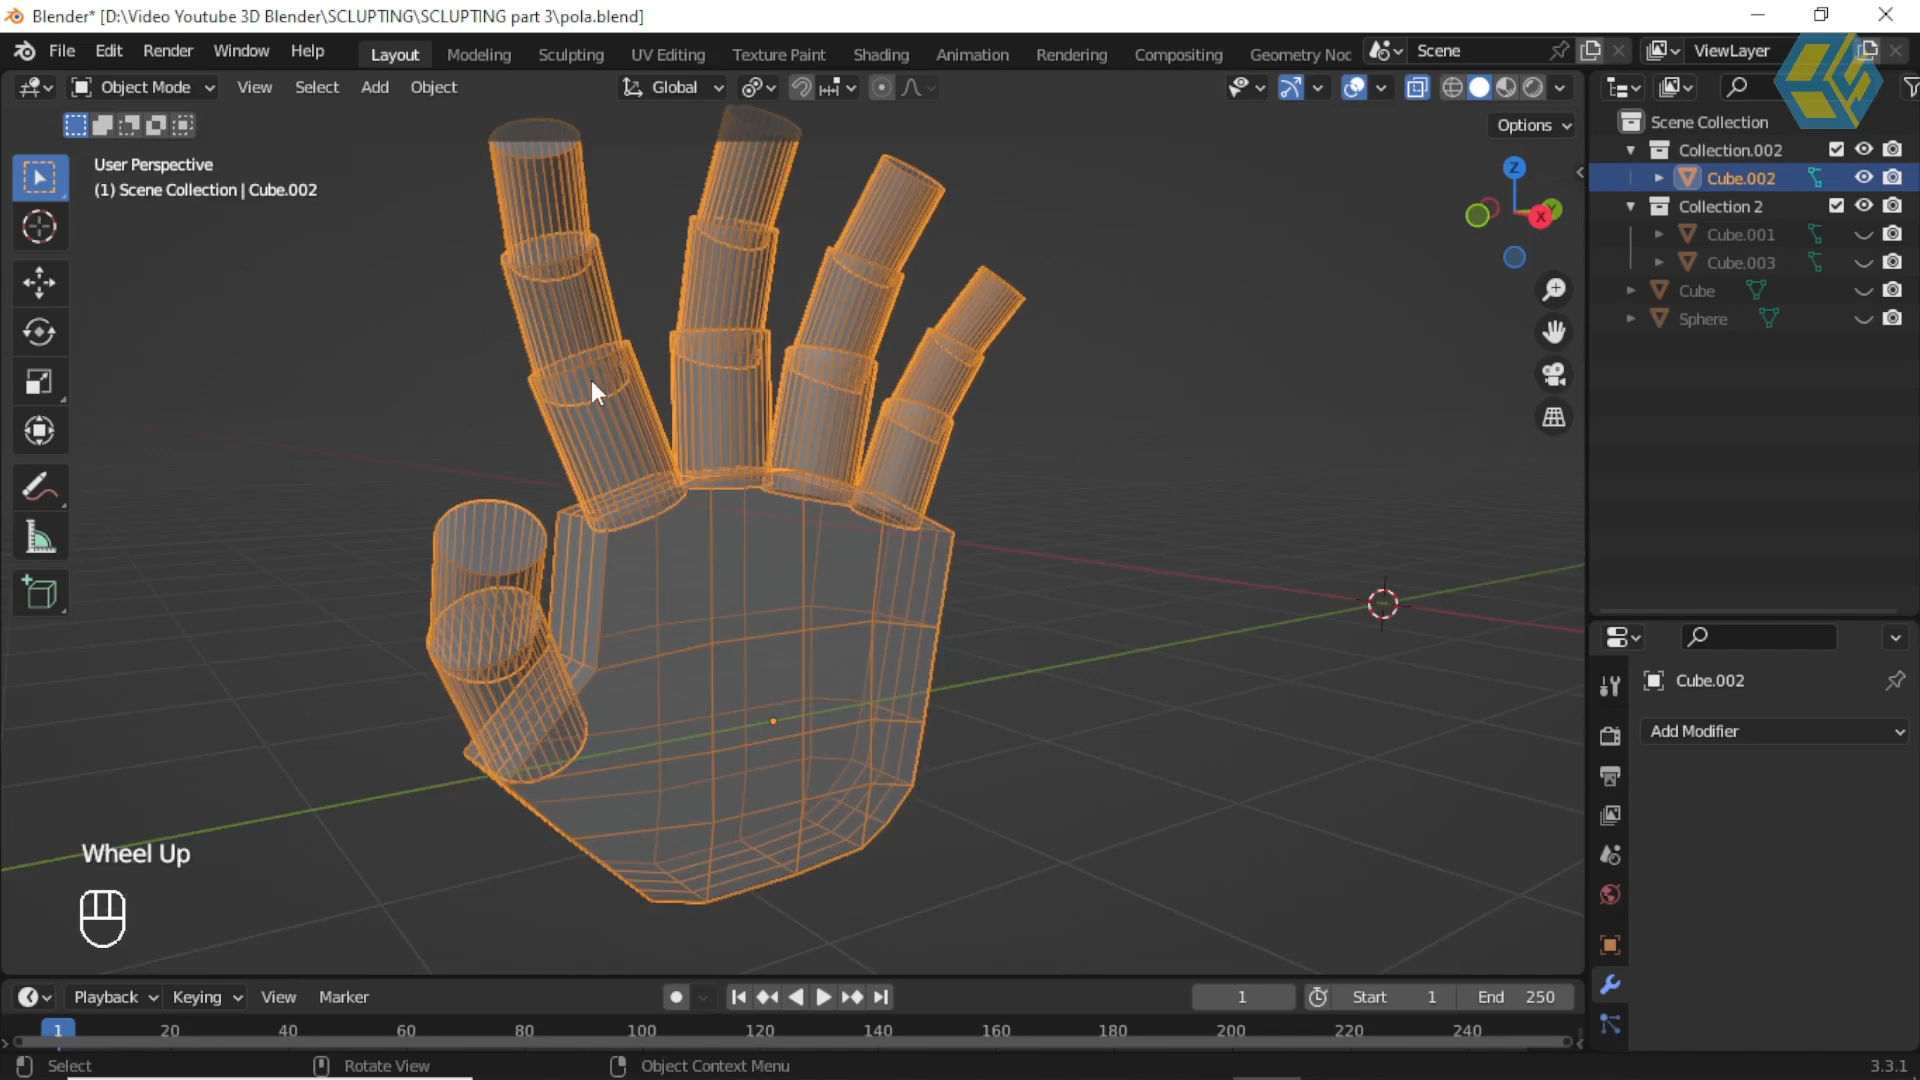 Blender* [D:\Video Youtube 3D Blender\SCLUPTING\SCLUPTING part 3\pola.blend]
File Edit Render Window Help Layout Modeling Sculpting UV Editing Texture Paint Shading Animation Rendering Compositing Geometry Noc Scene ViewLayer
Object Mode View Select Add Object Global
Options
User Perspective
(1) Scene Collection | Cube.002
Z
Y
X
Scene Collection
Collection.002
Cube.002
Collection 2
Cube.001
Cube.003
Cube
Sphere
Cube.002
Add Modifier
Wheel Up
Playback Keying View Marker 1 Start 1 End 250
1 20 40 60 80 100 120 140 160 180 200 220 240
Select Rotate View Object Context Menu 3.3.1